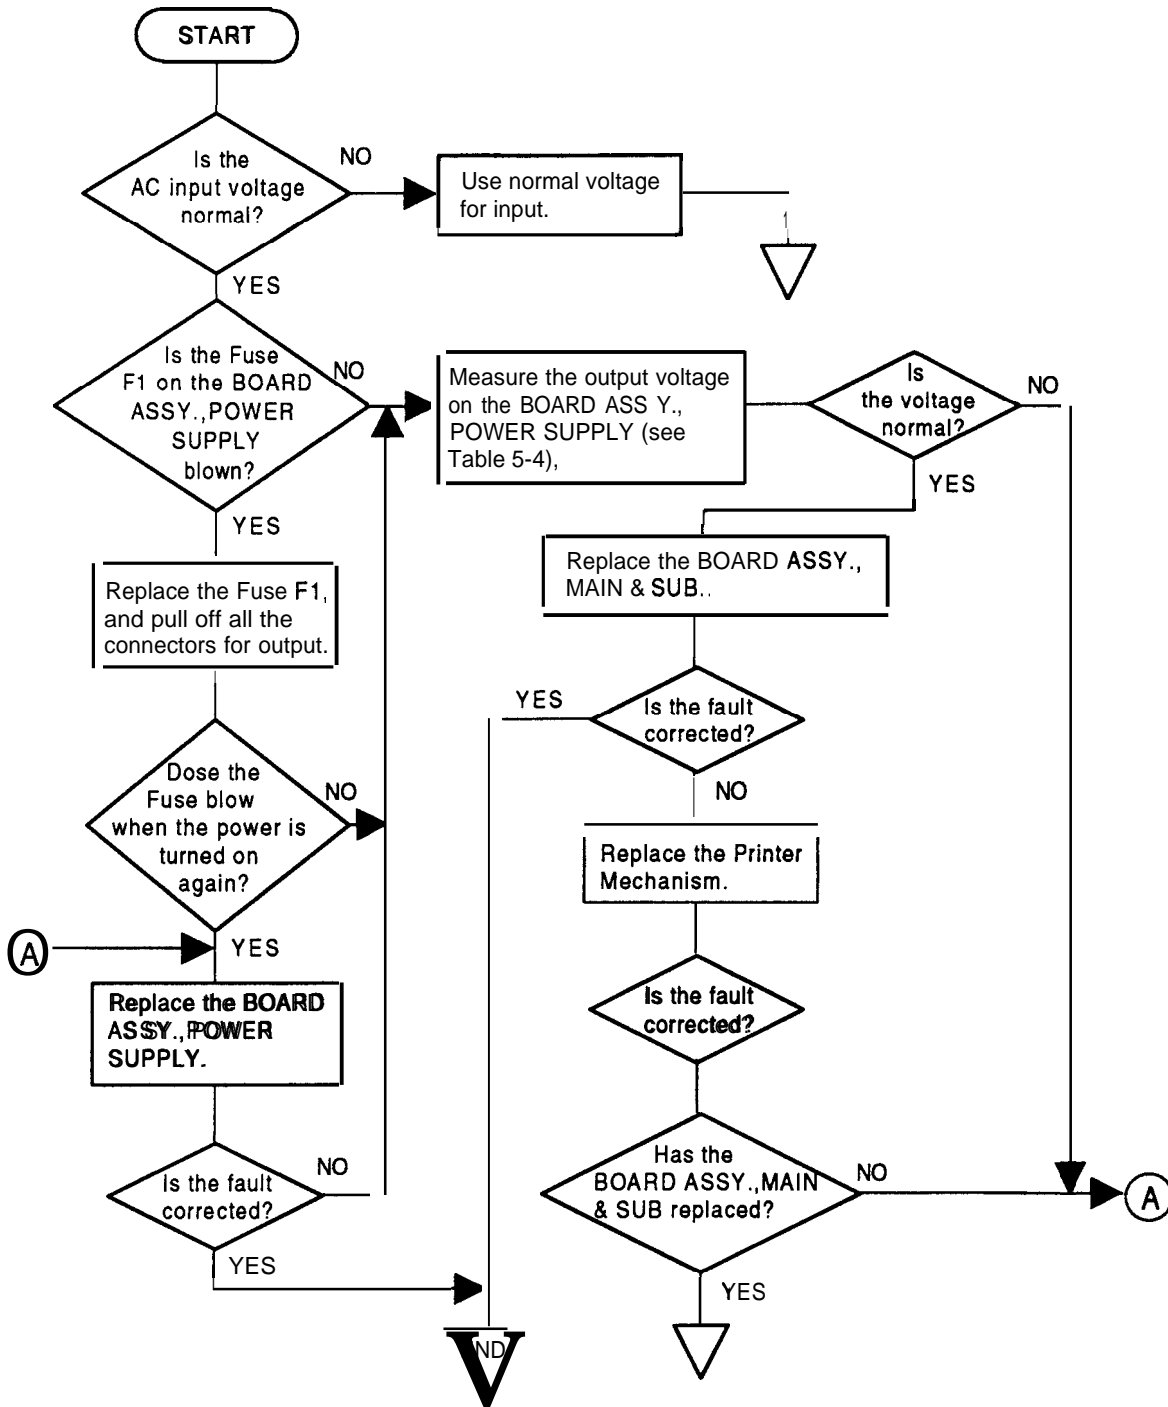 START
Is the
AC input voltage
normal?
NO
Use normal voltage
for input.
YES
Is the Fuse
F1 on the BOARD
ASSY.,POWER
SUPPLY
blown?
NO
Measure the output voltage
on the BOARD ASS Y.,
POWER SUPPLY (see
Table 5-4),
Is
the voltage
normal?
NO
YES
YES
Replace the Fuse F1,
and pull off all the
connectors for output.
Replace the BOARD ASSY.,
MAIN & SUB..
YES
Is the fault
corrected?
NO
Dose the
Fuse blow
when the power is
turned on
again?
NO
Replace the Printer
Mechanism.
A
YES
Replace the BOARD
ASSY.,POWER
SUPPLY.
Is the fault
corrected?
Is the fault
corrected?
NO
Has the
BOARD ASSY.,MAIN
& SUB replaced?
NO
A
YES
YES
ND